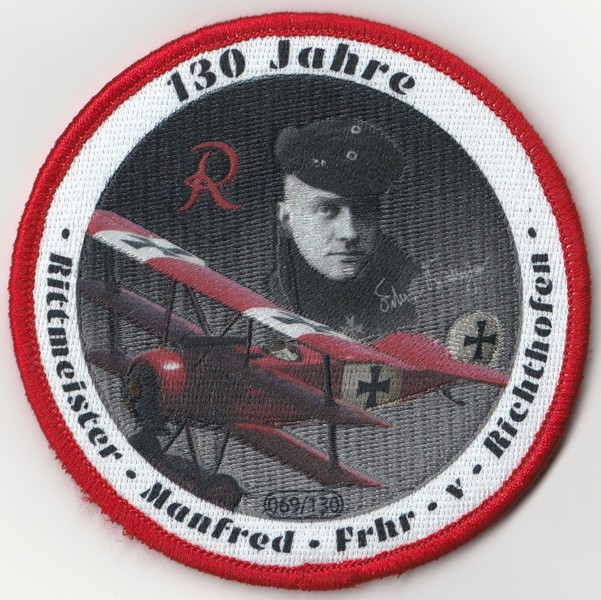 130 Jahre
• Rittmeister • Manfred • Frhr • v • Richthofen •
069/130